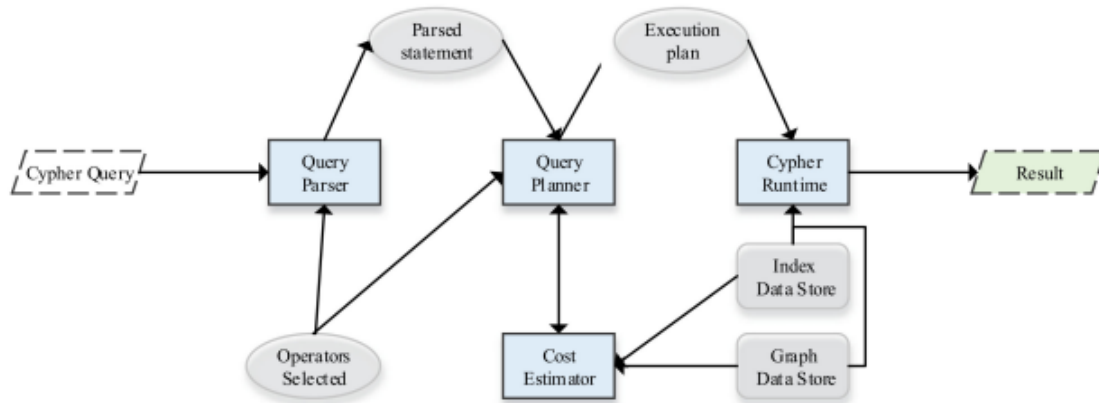 Parsed
statement
Execution
plan
Cypher Query
Query
Parser
Query
Planner
Cypher
Runtime
Result
Index
Data Store
Operators
Selected
Cost
Estimator
Graph
Data Store